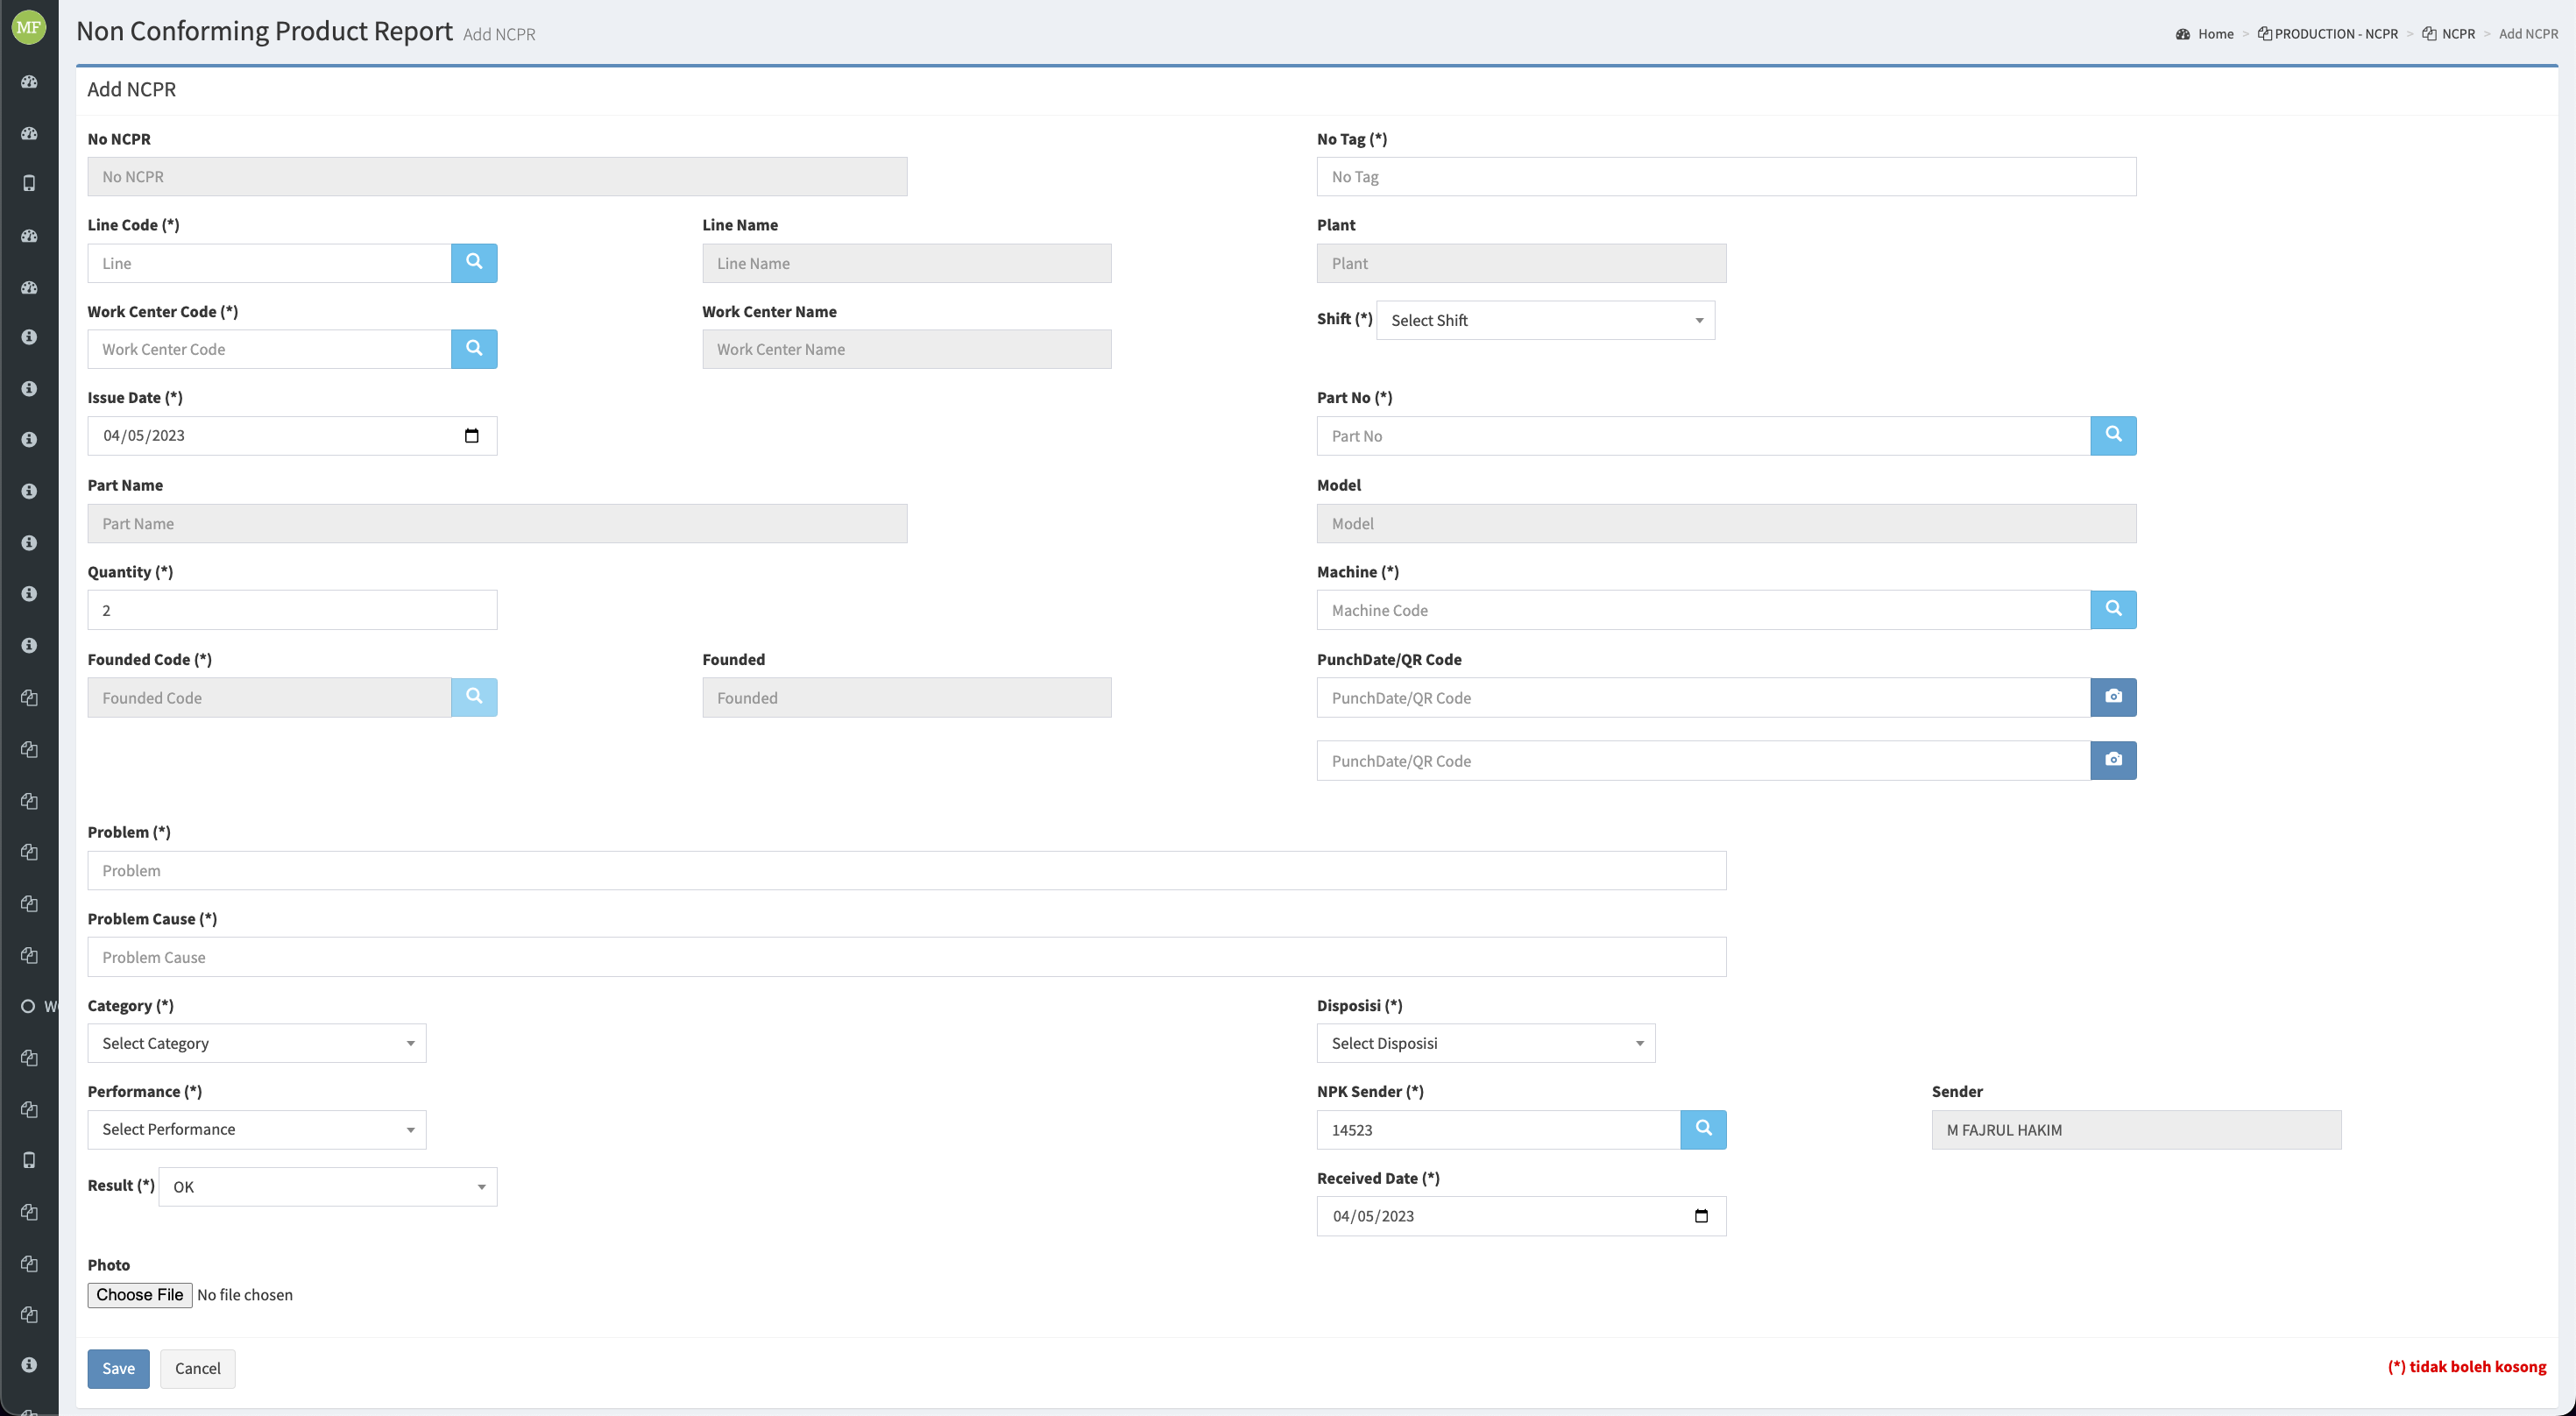 MF
Non Conforming Product Report Add NCPR
Home > PRODUCTION - NCPR > NCPR > Add NCPR
Add NCPR
No NCPR
No NCPR
No Tag (*)
No Tag
Line Code (*)
Line
Line Name
Line Name
Plant
Plant
Work Center Code (*)
Work Center Code
Work Center Name
Work Center Name
Shift (*) Select Shift
Issue Date (*)
04/05/2023
Part No (*)
Part No
Part Name
Part Name
Model
Model
Quantity (*)
2
Machine (*)
Machine Code
Founded Code (*)
Founded Code
Founded
Founded
PunchDate/QR Code
PunchDate/QR Code
PunchDate/QR Code
Problem (*)
Problem
Problem Cause (*)
Problem Cause
Category (*)
Select Category
Disposisi (*)
Select Disposisi
Performance (*)
Select Performance
NPK Sender (*)
14523
Sender
M FAJRUL HAKIM
Result (*) OK
Received Date (*)
04/05/2023
Photo
Choose File No file chosen
Save
Cancel
(*) tidak boleh kosong